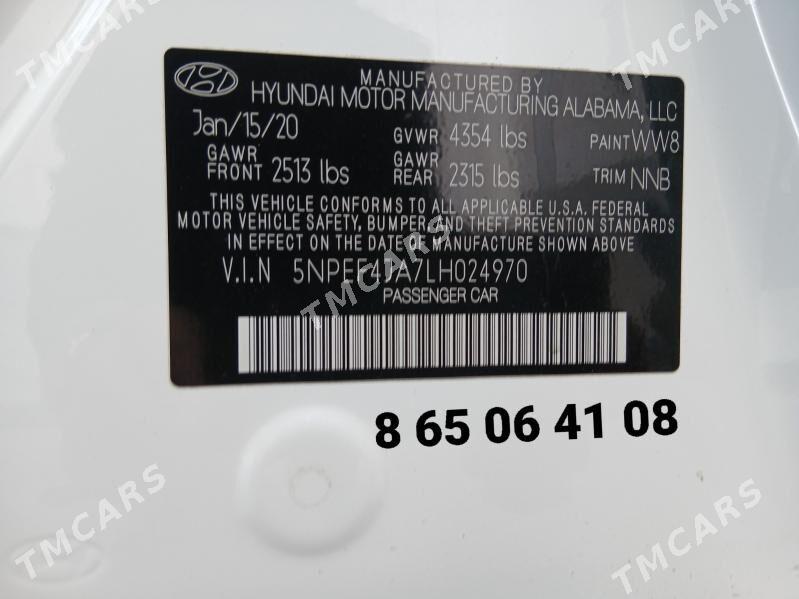 TMCARS
TMCARS
MANUFACTURED BY
HYUNDAI MOTOR MANUFACTURING ALABAMA, LLC
Jan/15/20
GVWR 4354 lbs
PAINT WW8
GAWR
FRONT 2513 lbs
GAWR
REAR 2315 lbs
TRIM NNB
THIS VEHICLE CONFORMS TO ALL APPLICABLE U.S.A. FEDERAL
MOTOR VEHICLE SAFETY, BUMPER AND THEFT PREVENTION STANDARDS
IN EFFECT ON THE DATE OF MANUFACTURE SHOWN ABOVE.
V.I.N
PASSENGER CAR
TMCARS
8 65 06 41 08
TMCARS
TMCARS